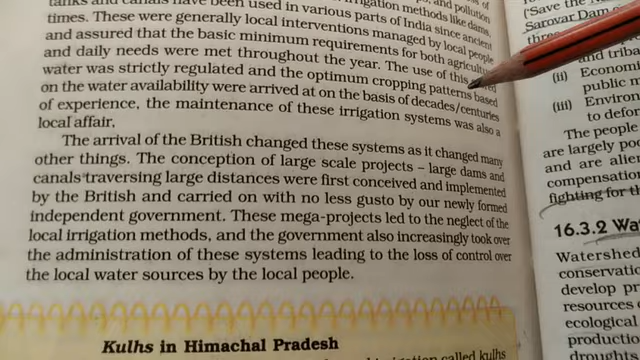 irrigation methods like dams,
tanks and canals have been used in various parts of India since ancient
times. These were generally local interventions managed by local people
and assured that the basic minimum requirements for both agriculture
and daily needs were met throughout the year. The use of this
water was strictly regulated and the optimum cropping patterns based
on the water availability were arrived at on the basis of decades/centuries
of experience, the maintenance of these irrigation systems was also a
local affair.
The arrival of the British changed these systems as it changed many
other things. The conception of large scale projects – large dams and
canals traversing large distances were first conceived and implemented
by the British and carried on with no less gusto by our newly formed
independent government. These mega-projects led to the neglect of the
local irrigation methods, and the government also increasingly took over
the administration of these systems leading to the loss of control over
the local water sources by the local people.
Kulhs in Himachal Pradesh
called kulhs
('Save the
Sarovar Dam
and
(ii) Economi
public m
(iii) Environ
to defor
The people
are largely poo
and are alien
compensation
fighting for
16.3.2 Wa
Watershed
conservatio
develop pr
resources
ecological
productio
droughts